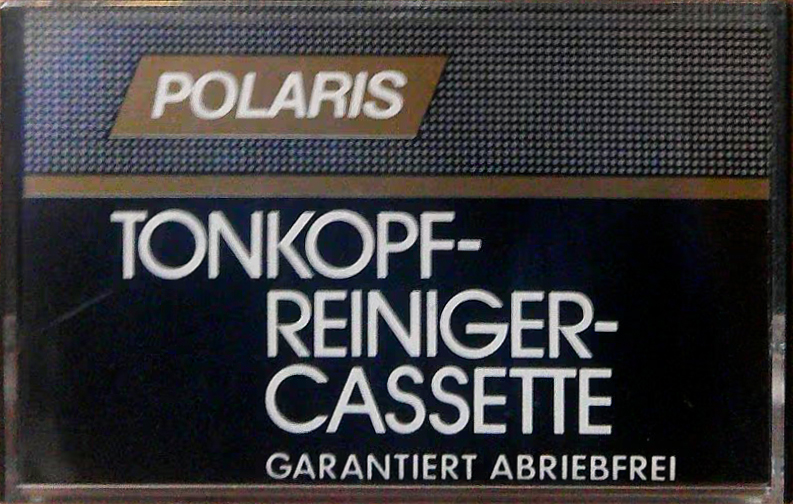 POLARIS
TONKOPF-
REINIGER-
CASSETTE
GARANTIERT ABRIEBFREI